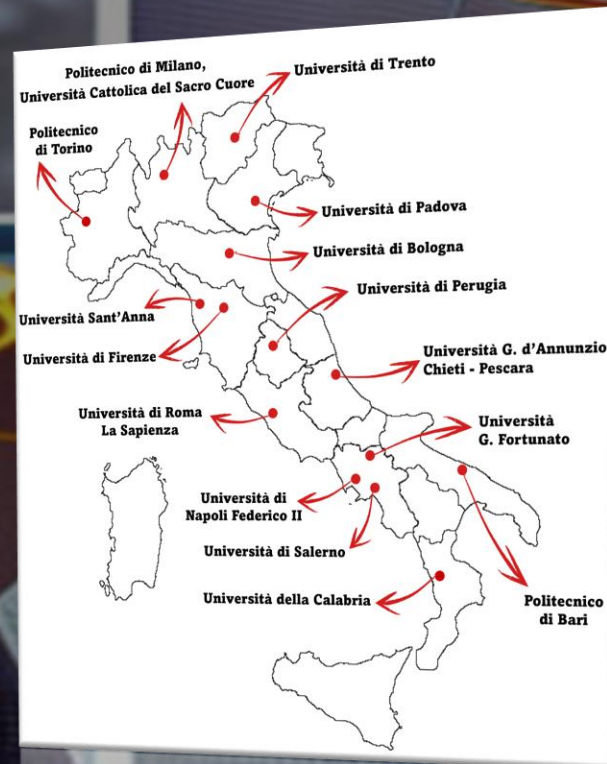 Politecnico di Milano,
Università Cattolica del Sacro Cuore
Università di Trento
Politecnico
di Torino
Università di Padova
Università di Bologna
Università di Perugia
Università Sant'Anna
Università di Firenze
Università G. d'Annunzio
Chieti - Pescara
Università di Roma
La Sapienza
Università
G. Fortunato
Università di
Napoli Federico II
Università di Salerno
Università della Calabria
Politecnico
di Bari